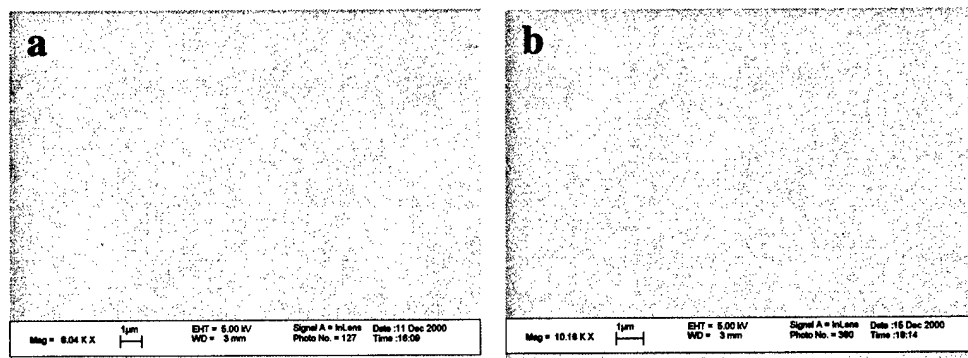 a
1µm
Mag = 8.04 K X
EHT = 5.00 kV
WD = 3 mm
Signal A = InLens
Photo No. = 127
Date :11 Dec 2000
Time :16:09
b
1µm
Mag = 10.16 K X
EHT = 5.00 kV
WD = 3 mm
Signal A = InLens
Photo No. = 360
Date :15 Dec 2000
Time :18:14